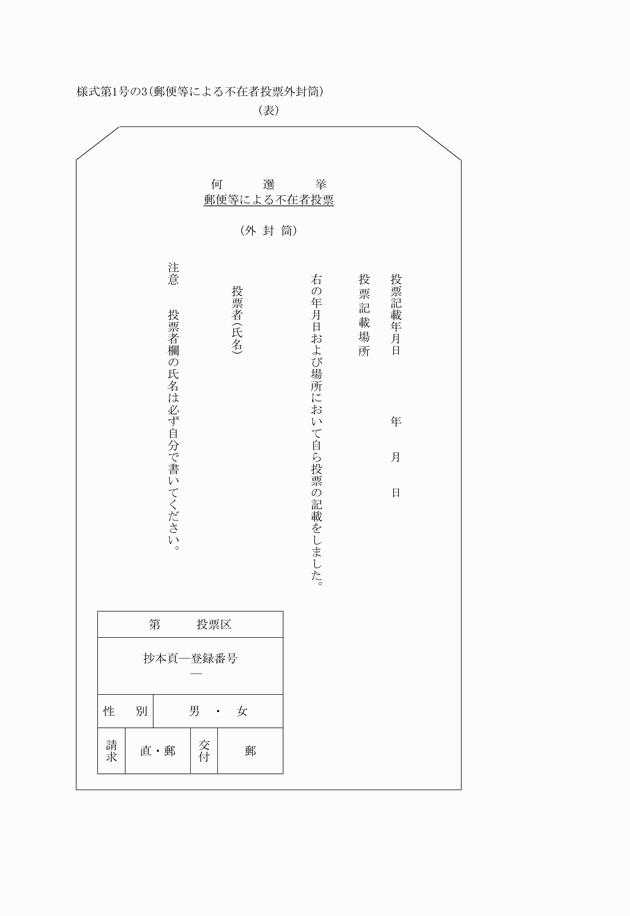 様式第1号の3(郵便等による不在者投票外封筒)
(表)
何 選 挙
郵便等による不在者投票
(外 封 筒)
投票記載年月日 年 月 日
投票記載場所
右の年月日および場所において自ら投票の記載をしました。
投票者(氏名)
注意 投票者欄の氏名は必ず自分で書いてください。
第 投票区
抄本頁―登録番号
―
性 別 男 ・ 女
請求 直・郵 交付 郵